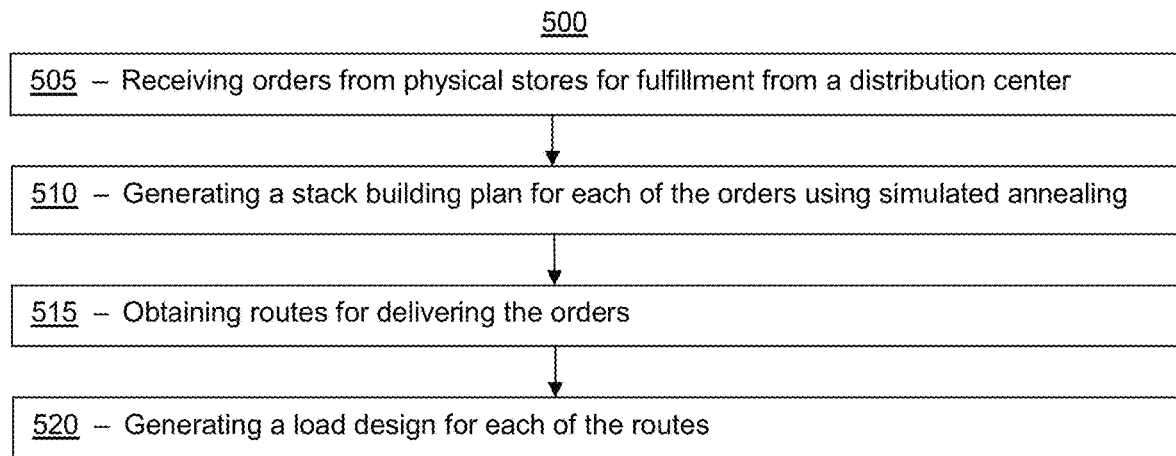 500
505 – Receiving orders from physical stores for fulfillment from a distribution center
510 – Generating a stack building plan for each of the orders using simulated annealing
515 – Obtaining routes for delivering the orders
520 – Generating a load design for each of the routes